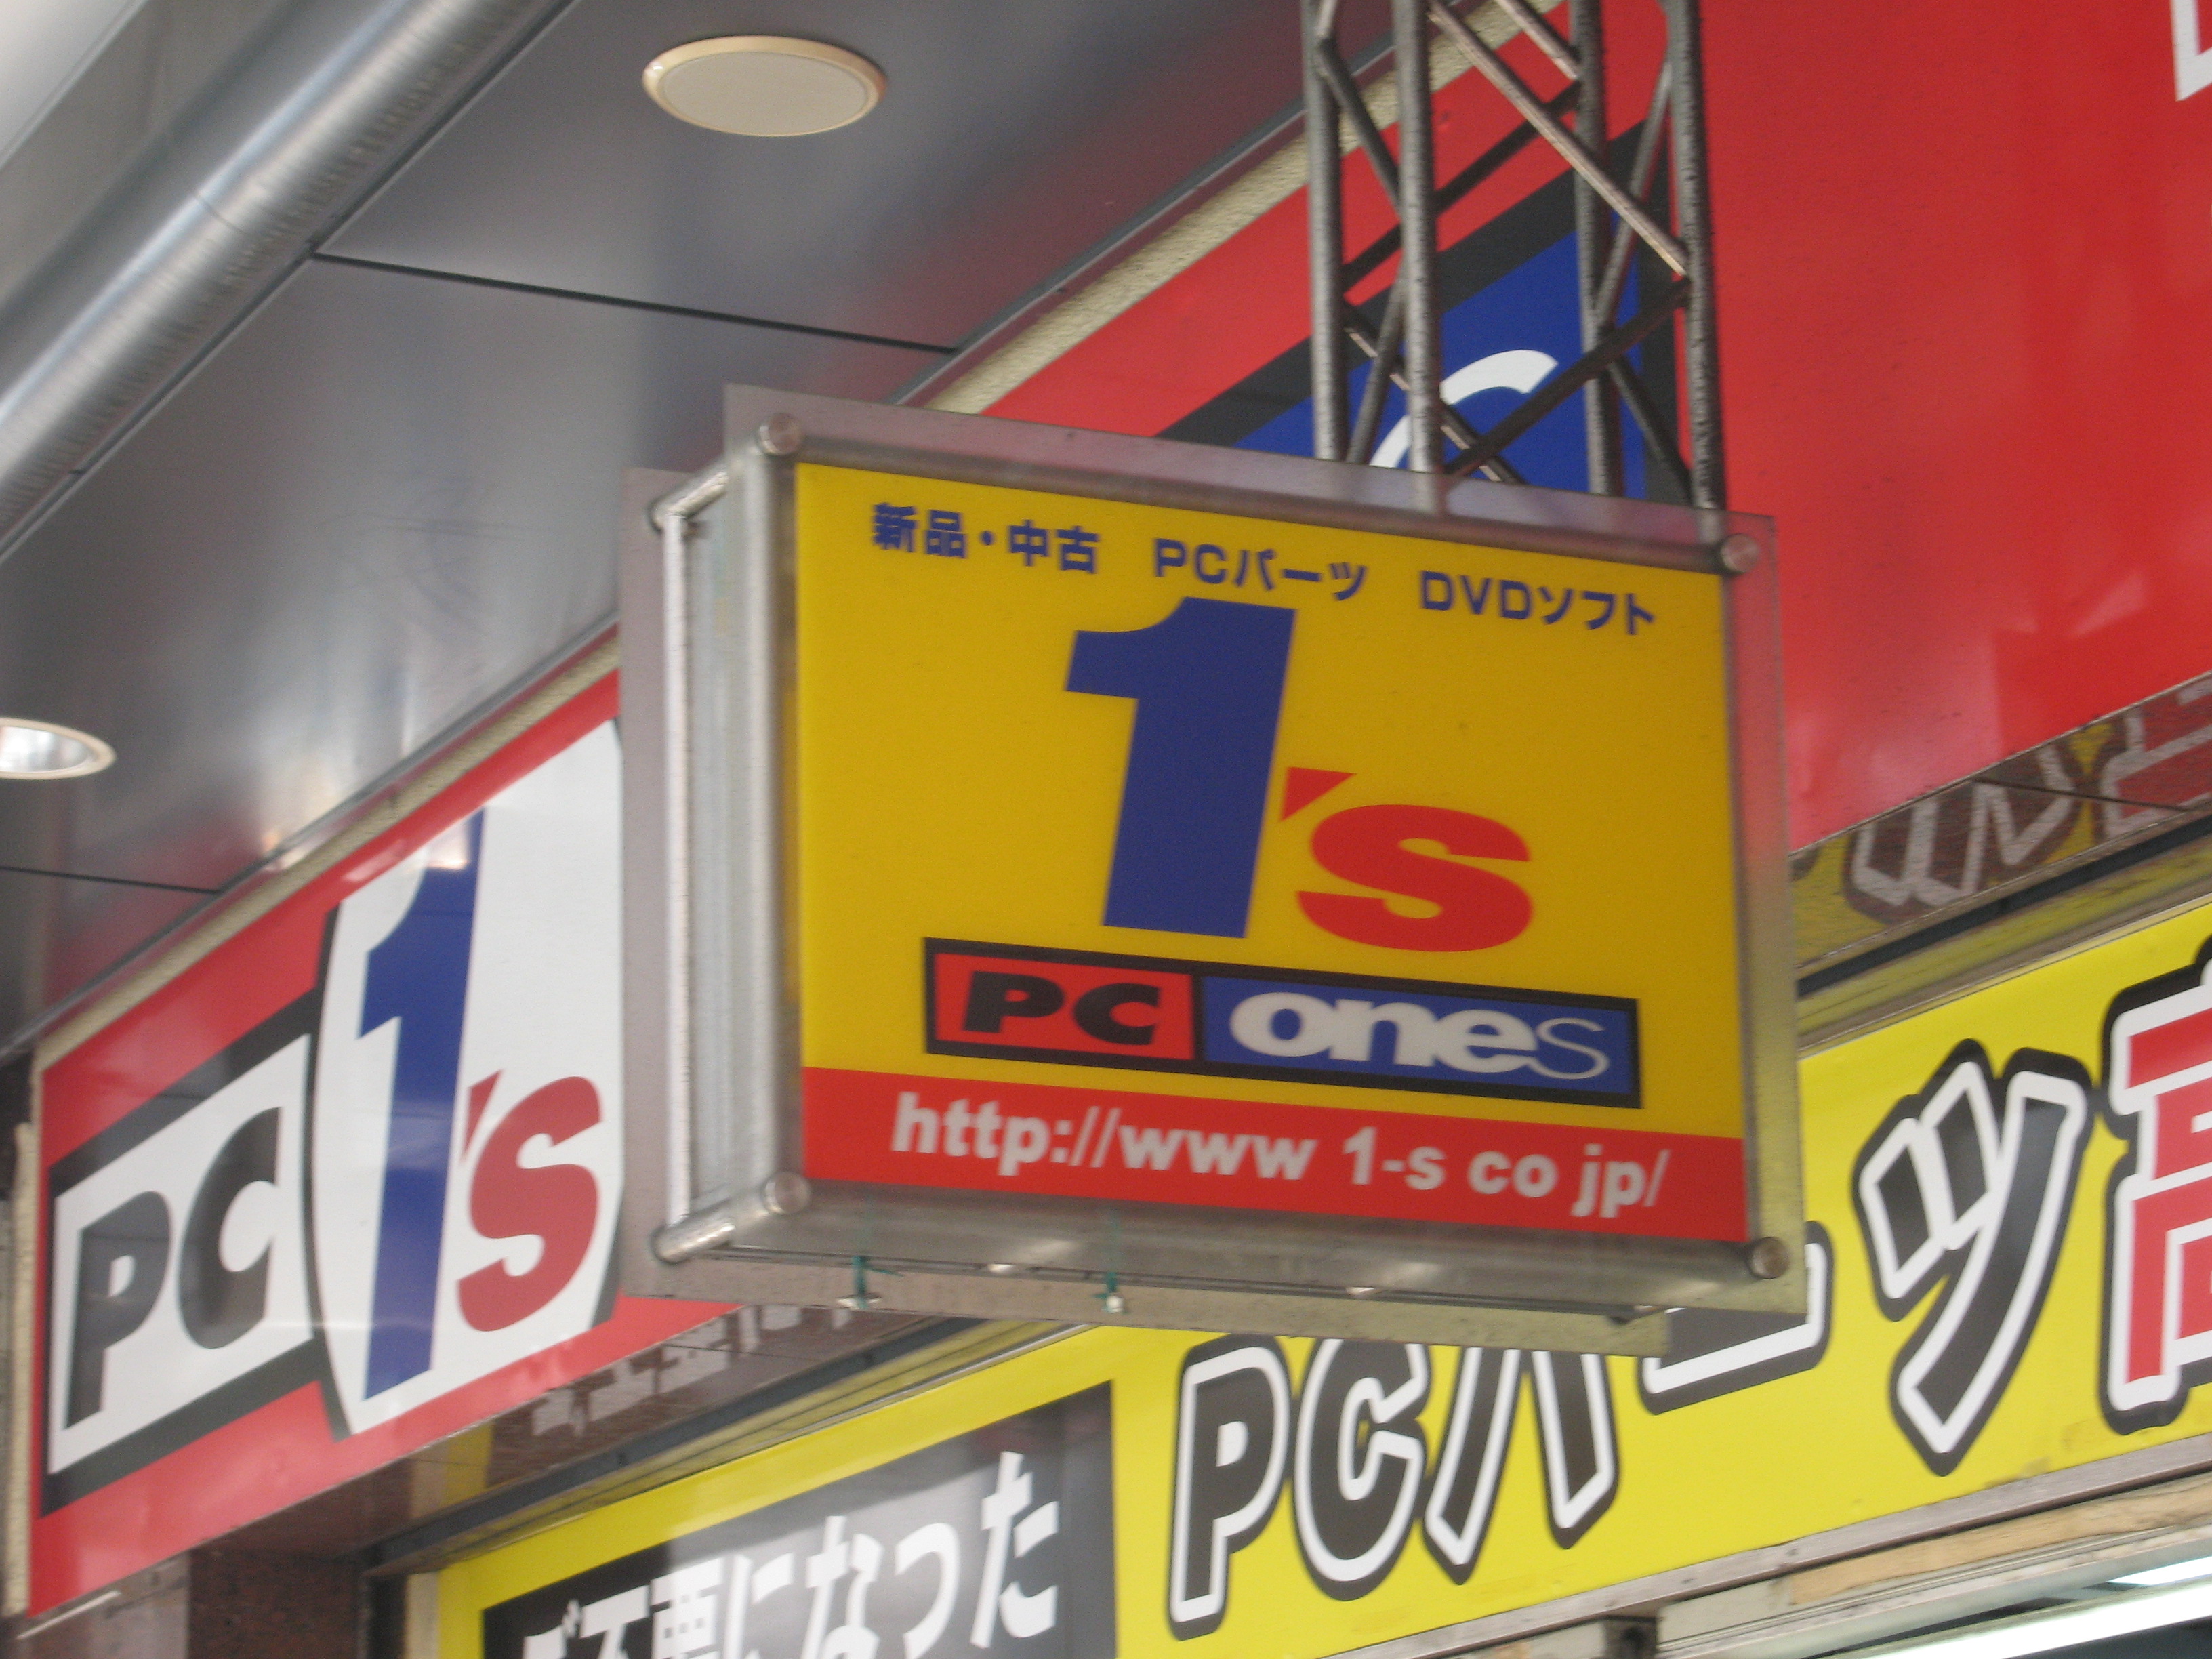 新品・中古 PCパーツ DVDソフト
1's
PC ones
http://www 1-s co jp/
PC 1's
PCパーツ
不要になった